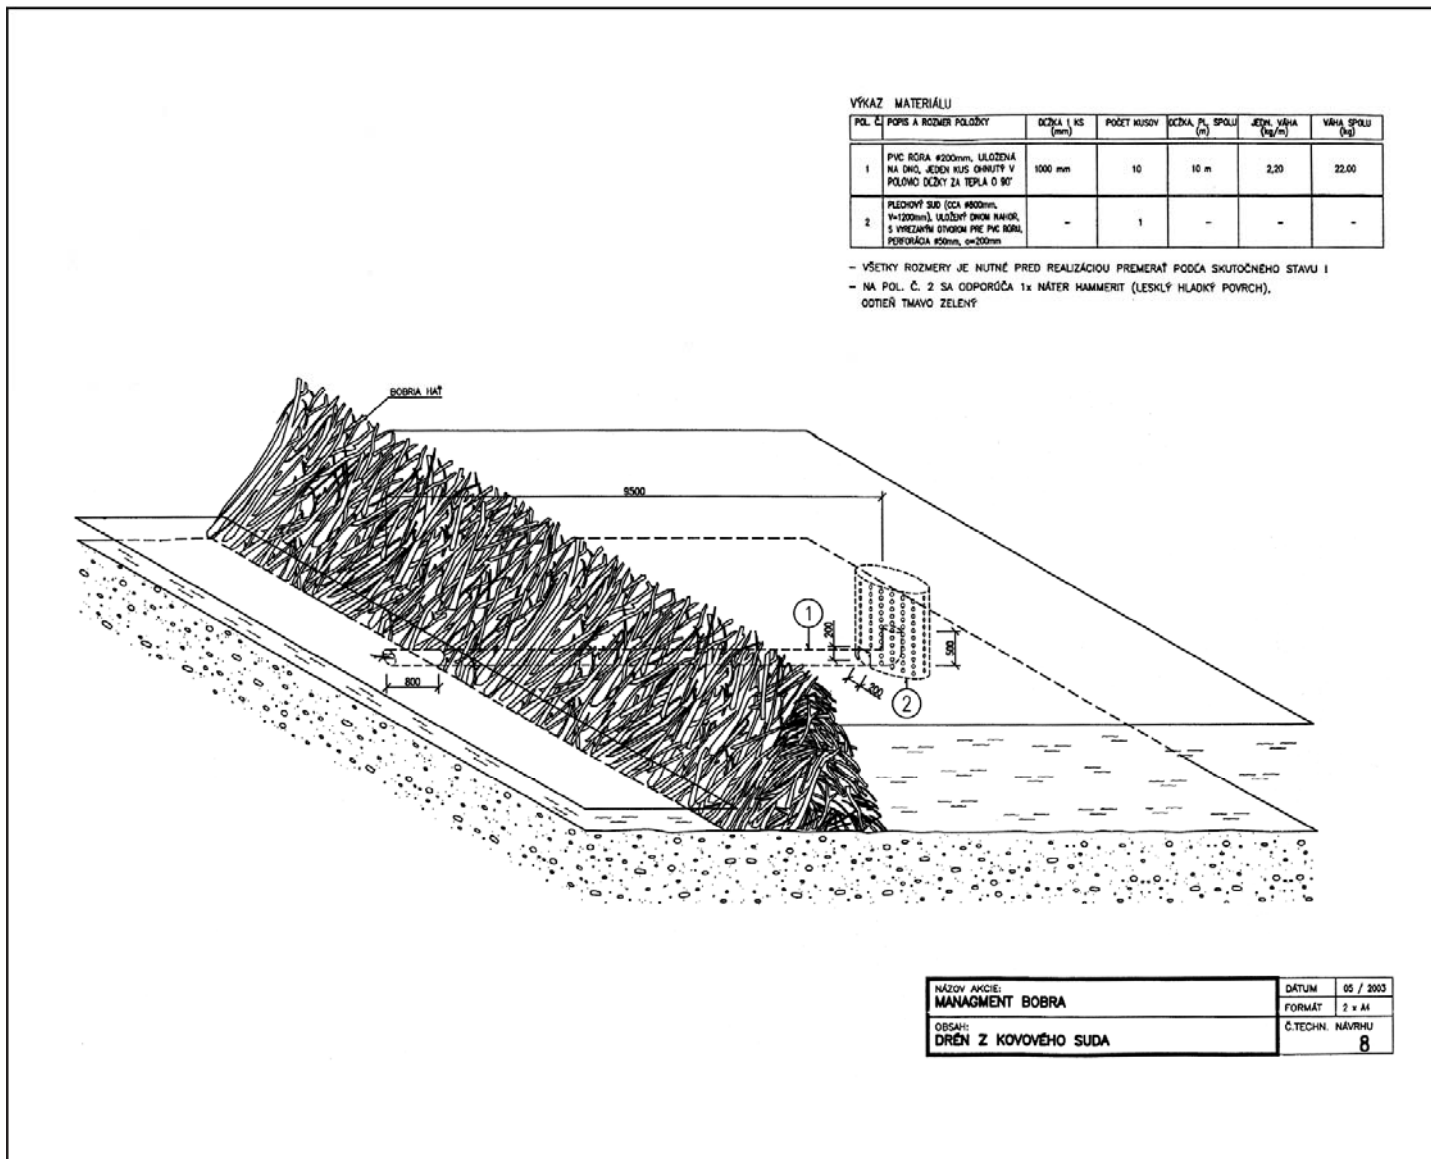 VÝKAZ MATERIÁLU
POL. Č. POPIS A ROZMER POLOŽKY DĹŽKA 1 KS (mm) POČET KUSOV DĹŽKA PL. SPOLU (m) JEDN. VÁHA (kg/m) VÁHA SPOLU (kg)
1 PVC RÚRA ø200mm, ULOŽENÁ NA DNO, JEDEN KUS OHNUTÝ V POLOVICI DĹŽKY ZA TEPLA O 90° 1000 mm 10 10 m 2,20 22,00
2 PLECHOVÝ SUD (CCA ø800mm, V=1200mm), ULOŽENÝ DNOM NAHOR, S VYREZANÝM OTVOROM PRE PVC RÚRU, PERFORÁCIA ø50mm, o=200mm - 1 - - -
- VŠETKY ROZMERY JE NUTNÉ PRED REALIZÁCIOU PREMERAŤ PODĽA SKUTOČNÉHO STAVU !
- NA POL. Č. 2 SA ODPORÚČA 1x NÁTER HAMMERIT (LESKLÝ HLADKÝ POVRCH),
ODTIEŇ TMAVO ZELENÝ
BOBRIA HAŤ
9500
1
200
500
800
200
2
NÁZOV AKCIE:
MANAGMENT BOBRA
DÁTUM 05 / 2003
FORMÁT 2 x A4
OBSAH:
DRÉN Z KOVOVÉHO SUDA
Č.TECHN. NÁVRHU
8